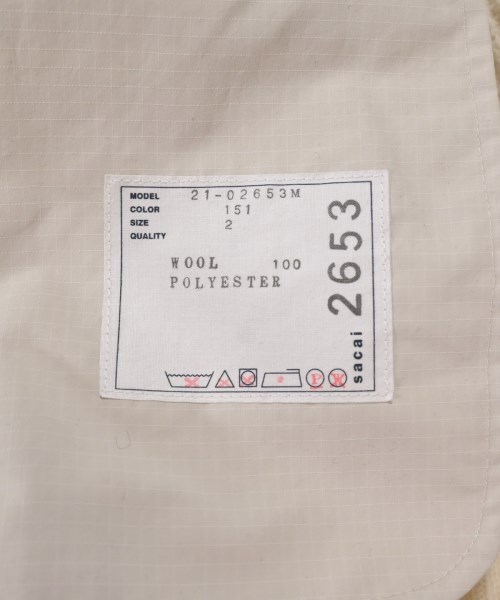 MODEL 21-02653M
COLOR 151
SIZE 2
QUALITY
WOOL 100
POLYESTER
sacai 2653
P W